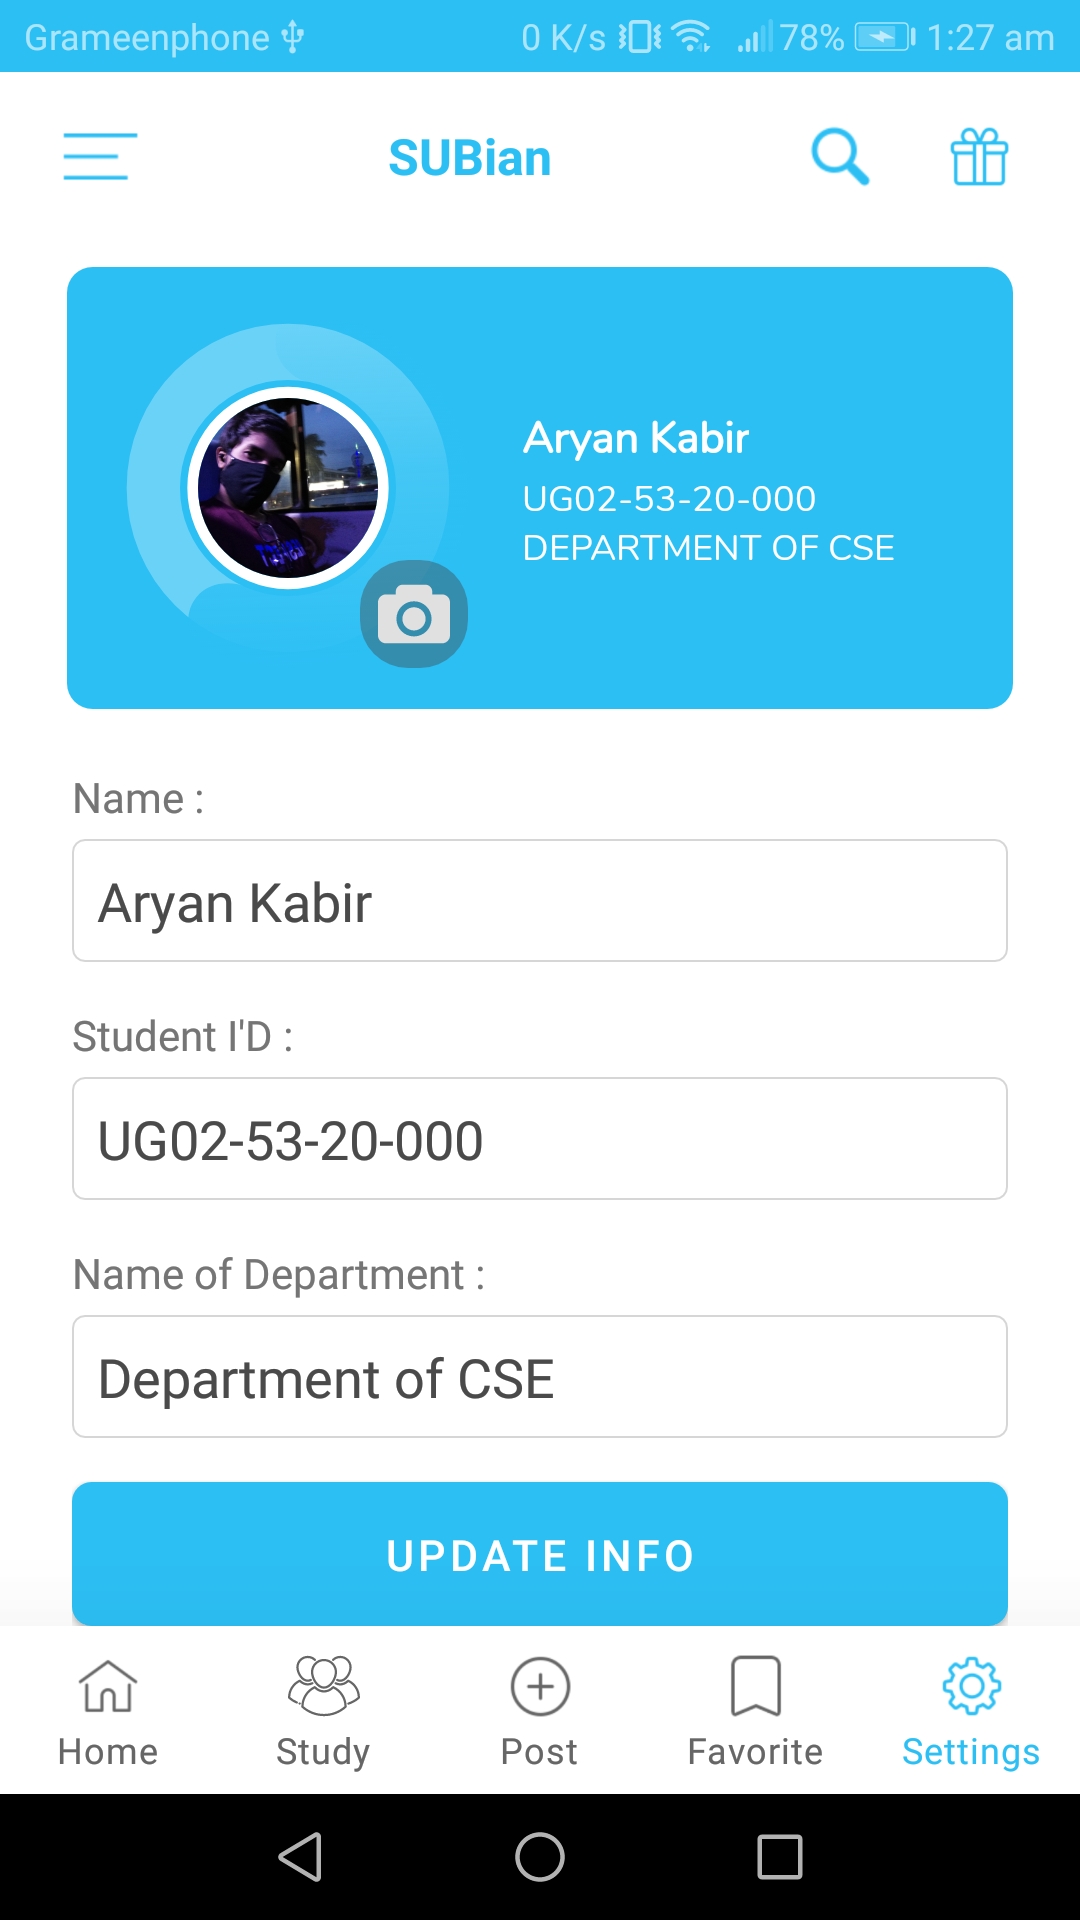 Grameenphone 0 K/s 78% 1:27 am
SUBian
Aryan Kabir
UG02-53-20-000
DEPARTMENT OF CSE
Name :
Aryan Kabir
Student I'D :
UG02-53-20-000
Name of Department :
Department of CSE
UPDATE INFO
Home Study Post Favorite Settings